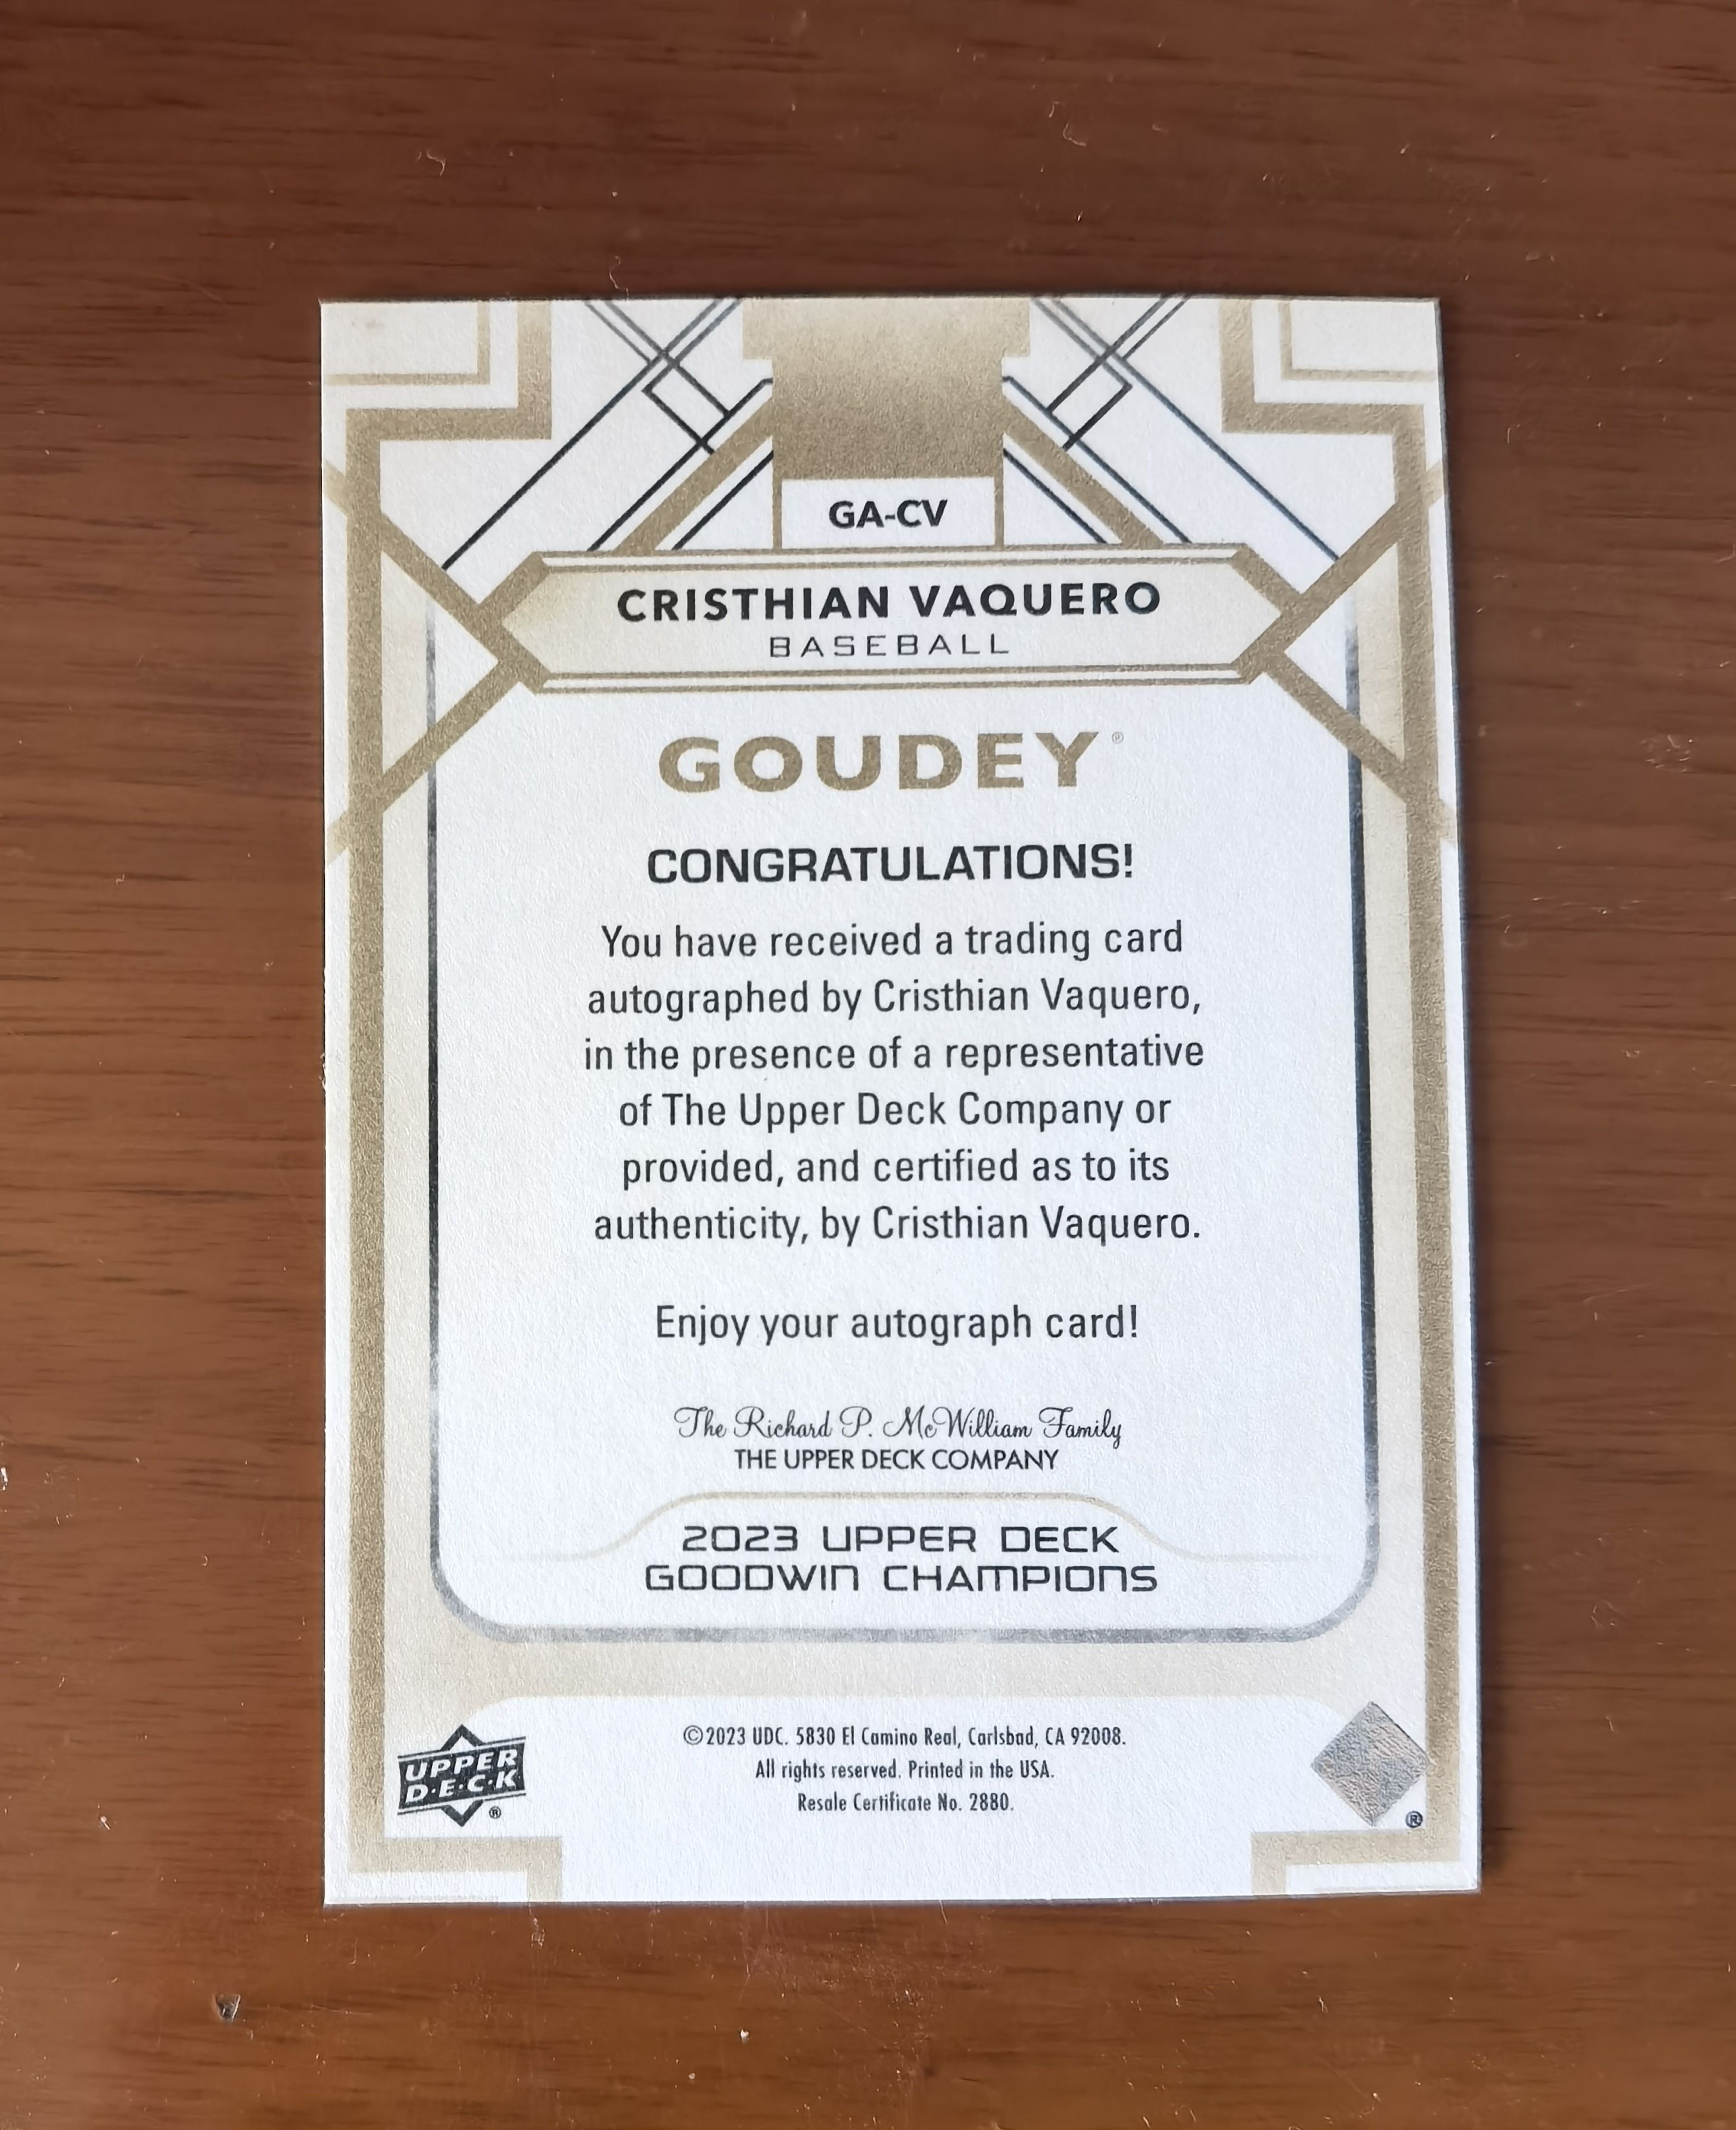 GA-CV
CRISTHIAN VAQUERO
BASEBALL
GOUDEY®
CONGRATULATIONS!
You have received a trading card
autographed by Cristhian Vaquero,
in the presence of a representative
of The Upper Deck Company or
provided, and certified as to its
authenticity, by Cristhian Vaquero.
Enjoy your autograph card!
The Richard P. McWilliam Family
THE UPPER DECK COMPANY
2023 UPPER DECK
GOODWIN CHAMPIONS
©2023 UDC. 5830 El Camino Real, Carlsbad, CA 92008.
All rights reserved. Printed in the USA.
Resale Certificate No. 2880.
UPPER
D·E·C·K
®
®